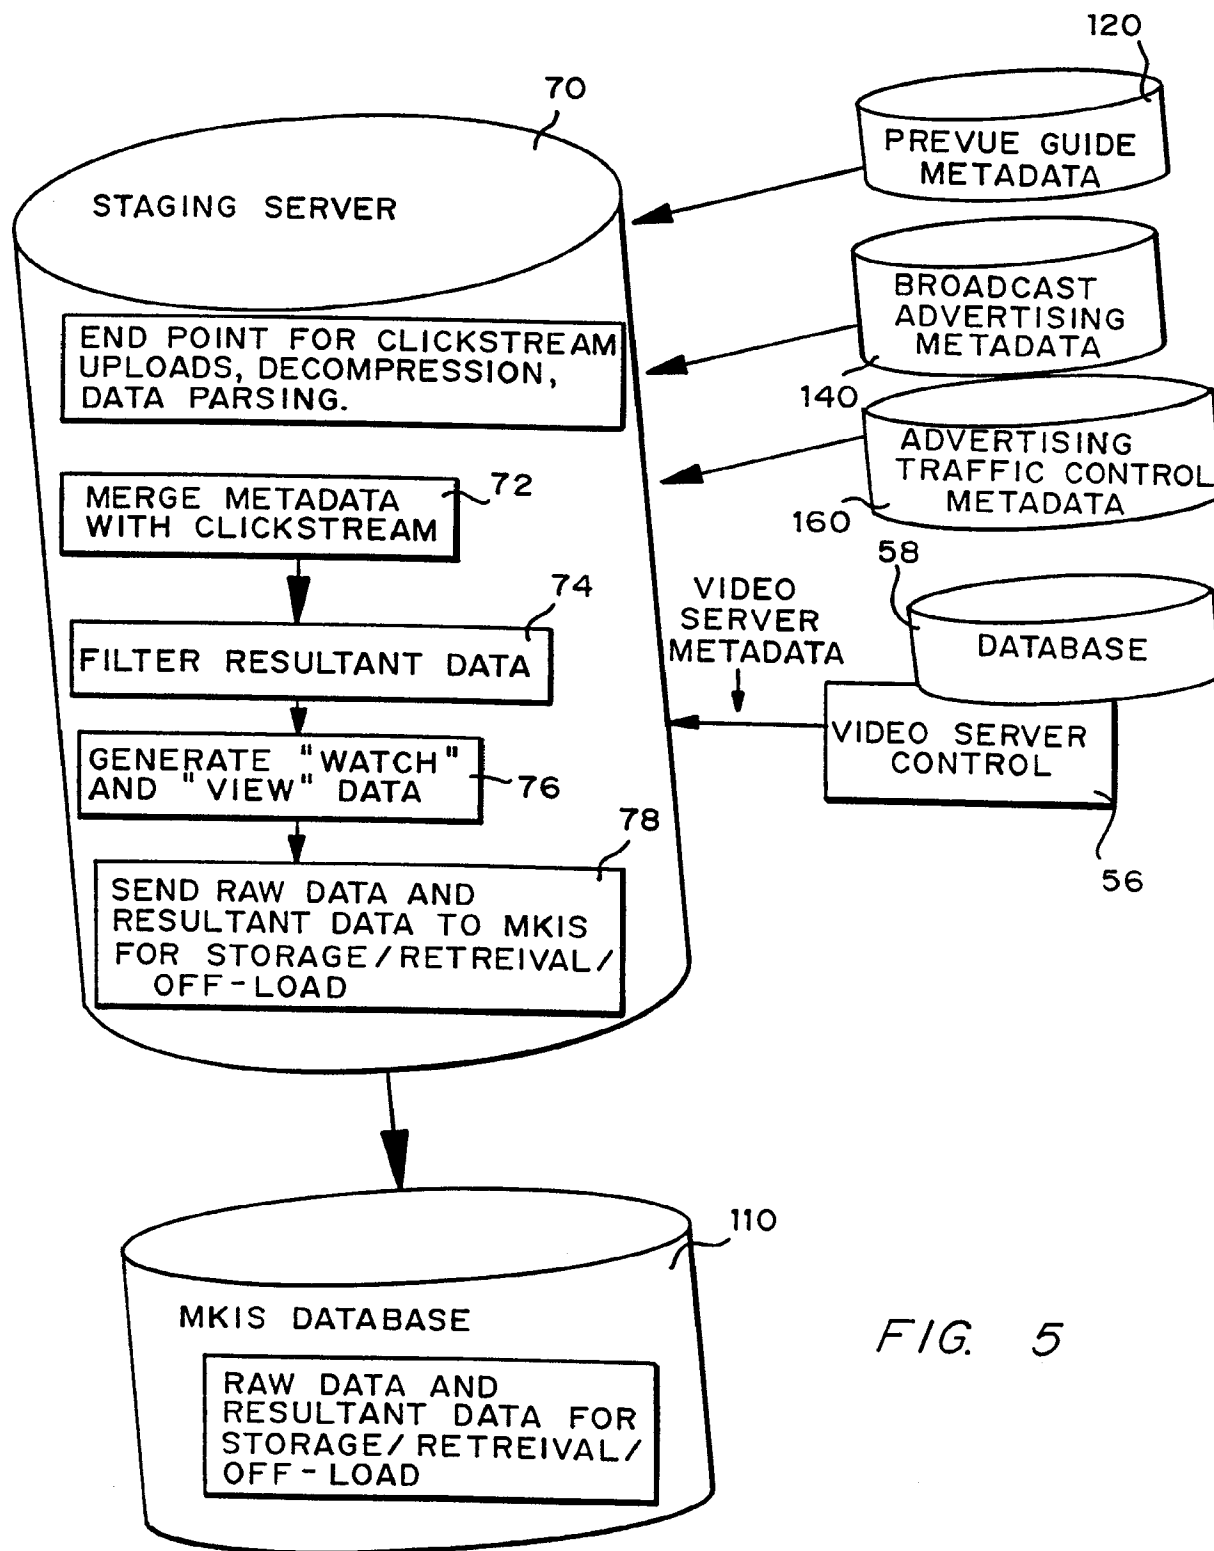 120
70
PREVUE GUIDE
METADATA
STAGING SERVER
BROADCAST
ADVERTISING
METADATA
140
END POINT FOR CLICKSTREAM
UPLOADS, DECOMPRESSION,
DATA PARSING.
ADVERTISING
TRAFFIC CONTROL
METADATA
160
72
MERGE METADATA
WITH CLICKSTREAM
58
DATABASE
VIDEO
SERVER
METADATA
74
FILTER RESULTANT DATA
VIDEO SERVER
CONTROL
56
GENERATE "WATCH"
AND "VIEW" DATA
76
78
SEND RAW DATA AND
RESULTANT DATA TO MKIS
FOR STORAGE/RETREIVAL/
OFF-LOAD
110
MKIS DATABASE
RAW DATA AND
RESULTANT DATA FOR
STORAGE/RETREIVAL/
OFF-LOAD
FIG. 5